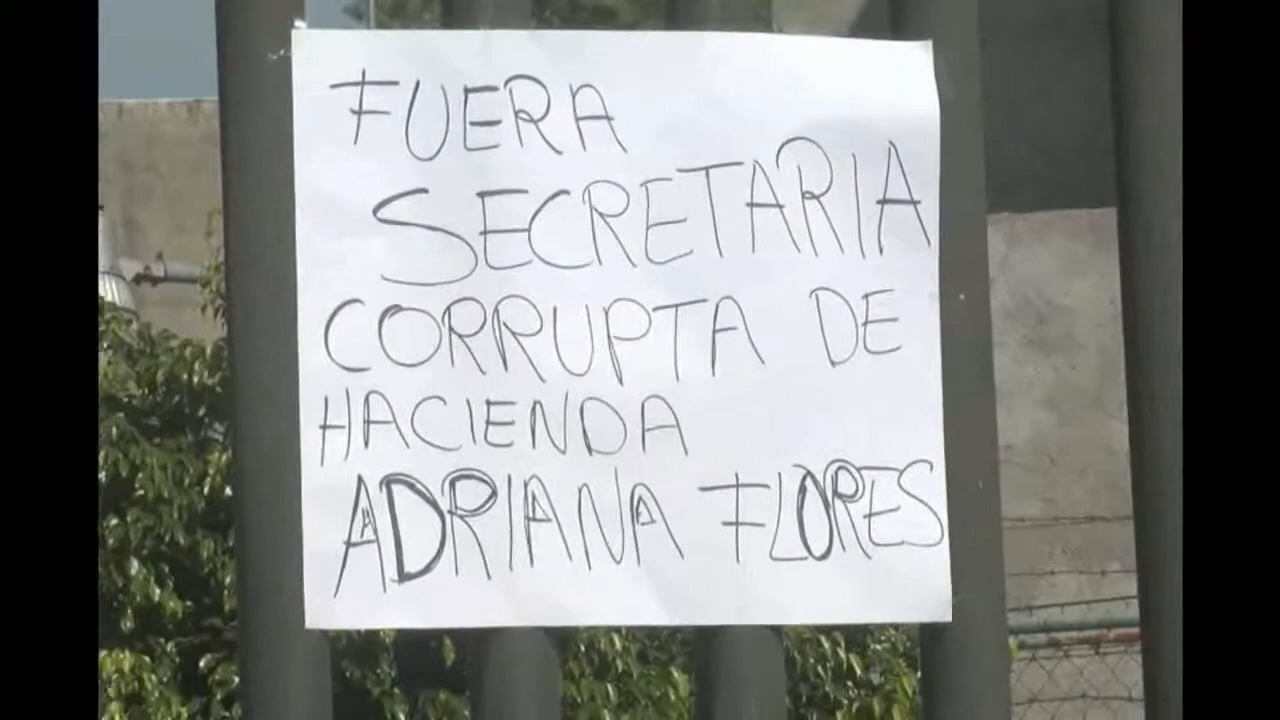 FUERA
SECRETARIA
CORRUPTA DE
HACIENDA
ADRIANA FLORES